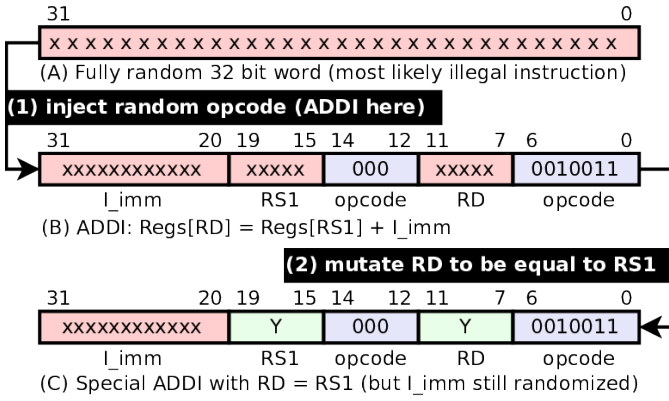 31 0
x x x x x x x x x x x x x x x x x x x x x x x x x x x x x x x x
(A) Fully random 32 bit word (most likely illegal instruction)
(1) inject random opcode (ADDI here)
31 20 19 15 14 12 11 7 6 0
xxxxxxxxxxxx xxxxx 000 xxxxx 0010011
I_imm RS1 opcode RD opcode
(B) ADDI: Regs[RD] = Regs[RS1] + I_imm
(2) mutate RD to be equal to RS1
31 20 19 15 14 12 11 7 6 0
xxxxxxxxxxxx Y 000 Y 0010011
I_imm RS1 opcode RD opcode
(C) Special ADDI with RD = RS1 (but I_imm still randomized)